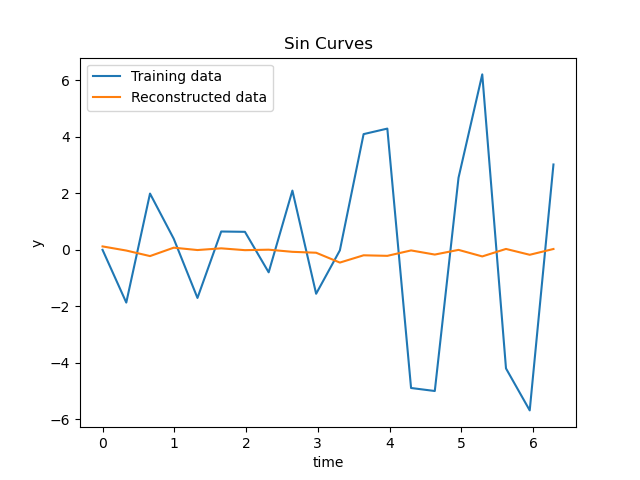 Sin Curves
Training data
Reconstructed data
6
4
2
0
−2
−4
−6
y
0 1 2 3 4 5 6
time